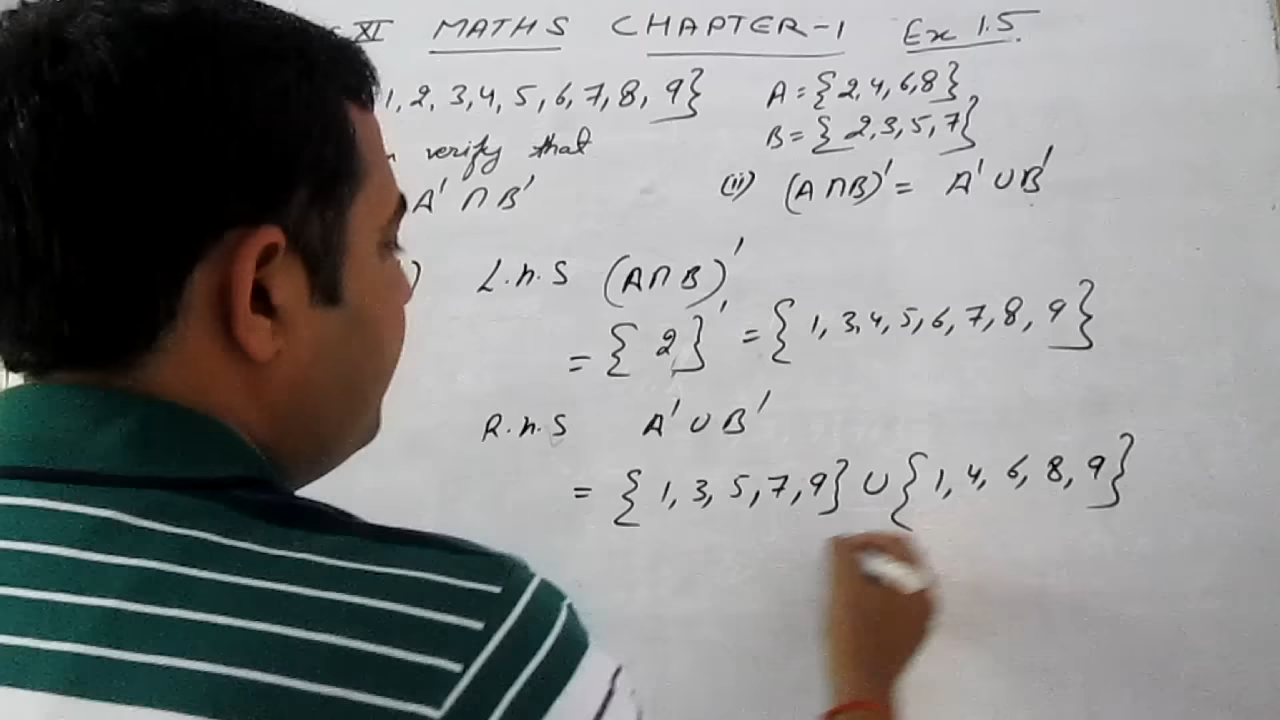 XI MATHS CHAPTER-1 Ex 1.5.
1, 2, 3, 4, 5, 6, 7, 8, 9} A = {2, 4, 6, 8}
verify that B = {2, 3, 5, 7}
A' ∩ B' (ii) (A ∩ B)' = A' ∪ B'
) L.H.S (A ∩ B)'
= {2}' = {1, 3, 4, 5, 6, 7, 8, 9}
R.H.S A' ∪ B'
= {1, 3, 5, 7, 9} ∪ {1, 4, 6, 8, 9}